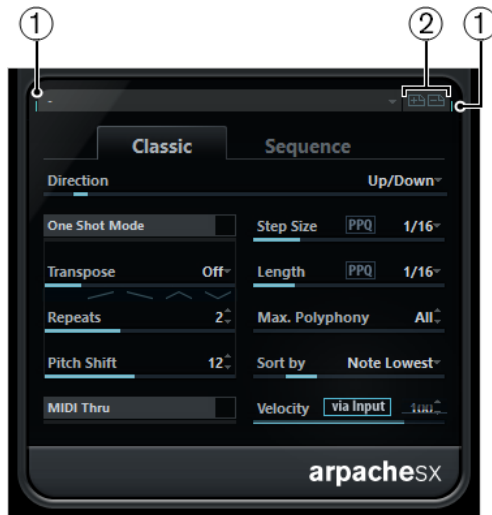 1 2 1
-
Classic Sequence
Direction Up/Down
One Shot Mode Step Size PPQ 1/16
Transpose Off Length PPQ 1/16
Repeats 2 Max. Polyphony All
Pitch Shift 12 Sort by Note Lowest
MIDI Thru Velocity via Input 100
arpachesx